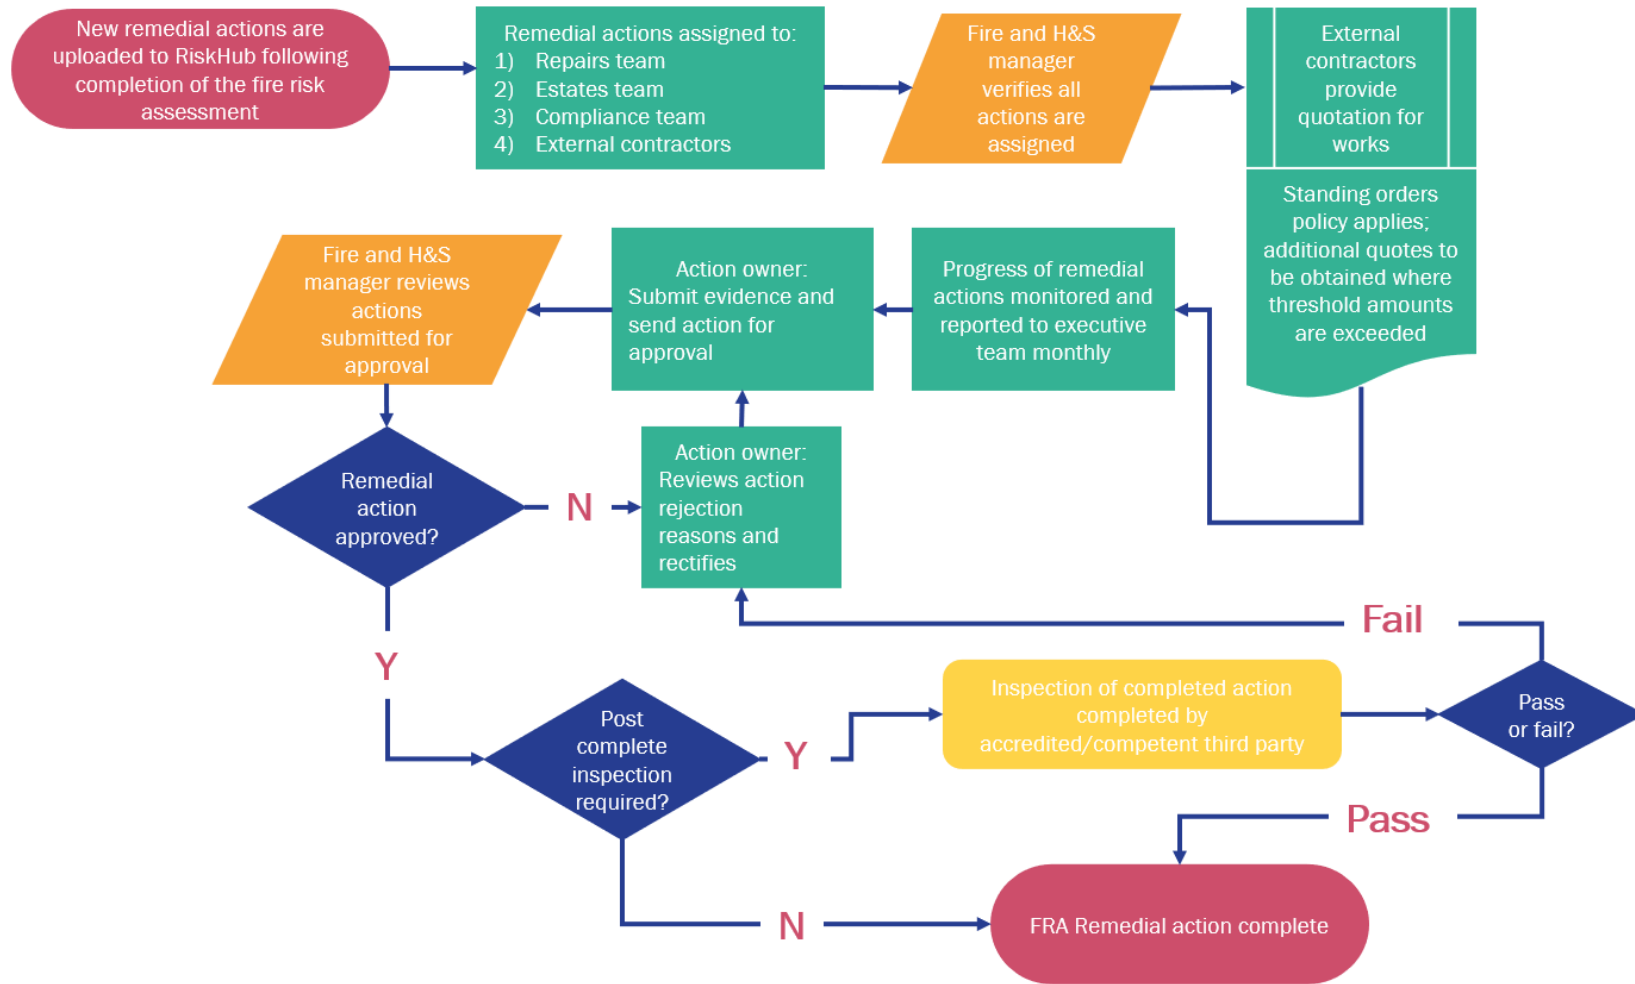 New remedial actions are
uploaded to RiskHub following
completion of the fire risk
assessment
Remedial actions assigned to:
1) Repairs team
2) Estates team
3) Compliance team
4) External contractors
Fire and H&S
manager
verifies all
actions are
assigned
External
contractors
provide
quotation for
works
Standing orders
policy applies;
additional quotes to
be obtained where
threshold amounts
are exceeded
Progress of remedial
actions monitored and
reported to executive
team monthly
Action owner:
Submit evidence and
send action for
approval
Fire and H&S
manager reviews
actions
submitted for
approval
Remedial
action
approved?
N
Action owner:
Reviews action
rejection
reasons and
rectifies
Y
Post
complete
inspection
required?
Y
Inspection of completed action
completed by
accredited/competent third party
Pass
or fail?
Fail
Pass
N
FRA Remedial action complete